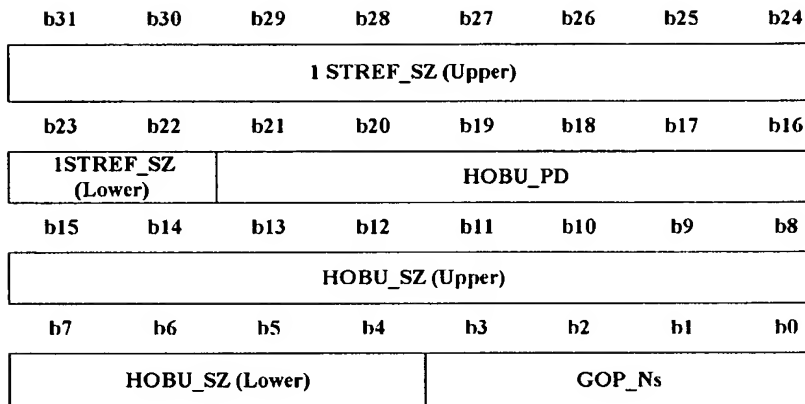 b31 b30 b29 b28 b27 b26 b25 b24
1 STREF_SZ (Upper)
b23 b22 b21 b20 b19 b18 b17 b16
1STREF_SZ
(Lower)
HOBU_PD
b15 b14 b13 b12 b11 b10 b9 b8
HOBU_SZ (Upper)
b7 b6 b5 b4 b3 b2 b1 b0
HOBU_SZ (Lower) GOP_Ns